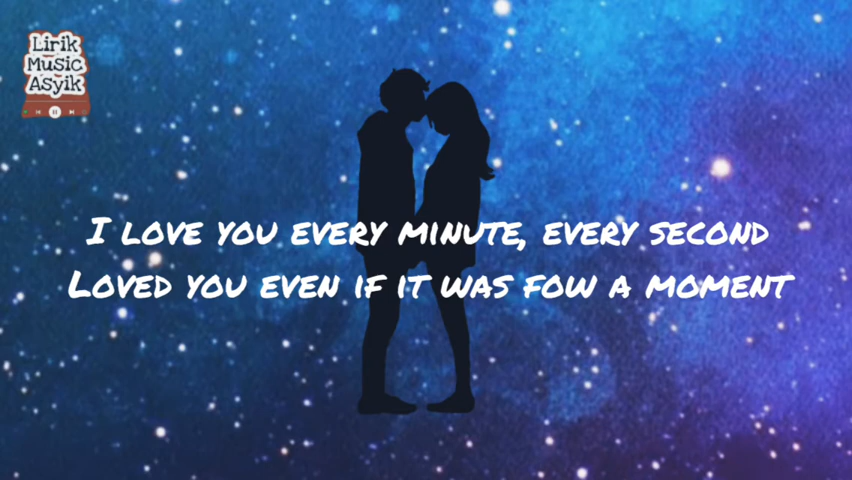 Lirik
Music
Asyik
I LOVE YOU EVERY MINUTE, EVERY SECOND
LOVED YOU EVEN IF IT WAS FOW A MOMENT